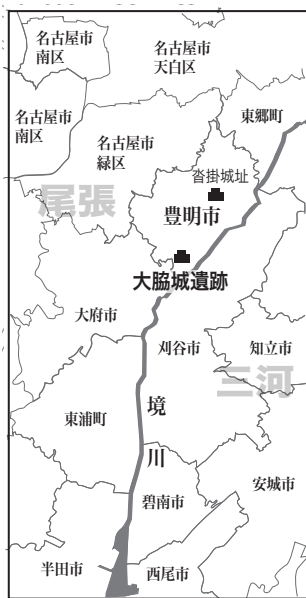 名古屋市
南区
名古屋市
天白区
名古屋市
南区
名古屋市
緑区
東郷町
沓掛城址
尾張
豊明市
大脇城遺跡
大府市
刈谷市
知立市
三河
東浦町
境川
安城市
碧南市
半田市
西尾市